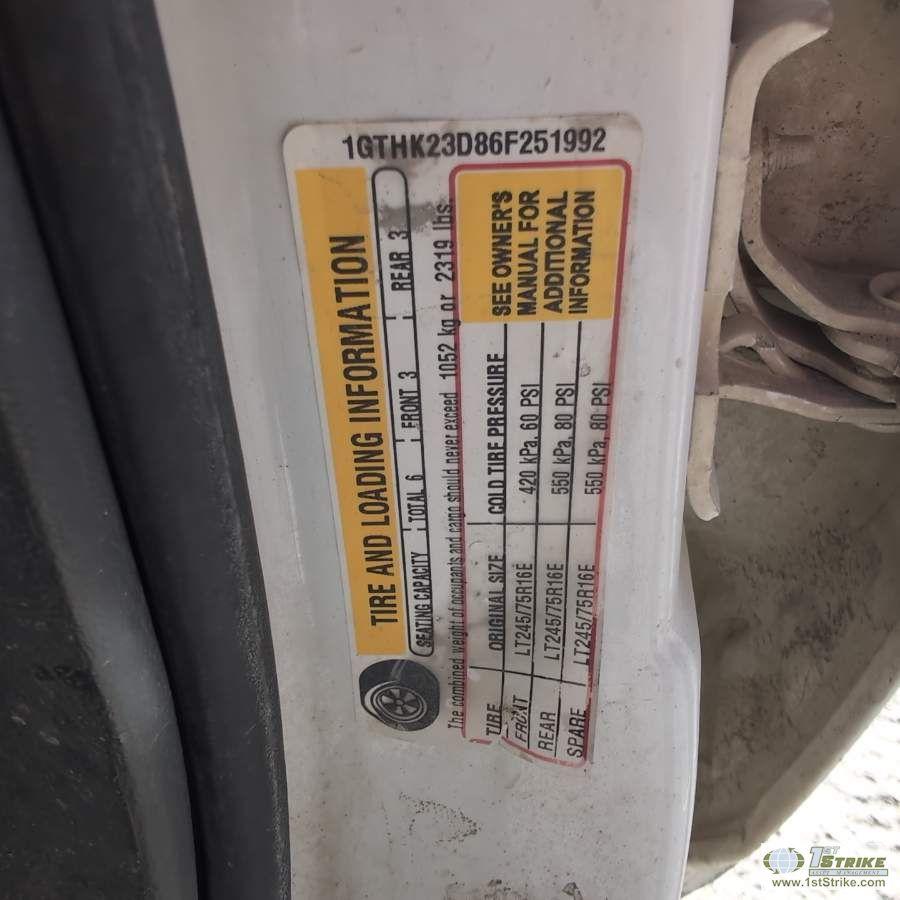 1GTHK23D86F251992
TIRE AND LOADING INFORMATION
SEATING CAPACITY TOTAL 6 FRONT 3 REAR 3
The combined weight of occupants and cargo should never exceed 1052 kg or 2319 lbs.
TIRE ORIGINAL SIZE COLD TIRE PRESSURE
FRONT LT245/75R16E 420 kPa, 60 PSI
REAR LT245/75R16E 550 kPa, 80 PSI
SPARE LT245/75R16E 550 kPa, 80 PSI
SEE OWNER'S
MANUAL FOR
ADDITIONAL
INFORMATION
1ST STRIKE
ASSET MANAGEMENT
www.1stStrike.com